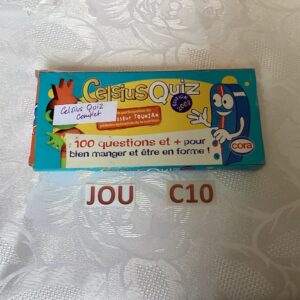 Celsius Quiz
Celsius Quiz
Complet
100 questions et + pour
bien manger et être en forme !
cora
JOU C10